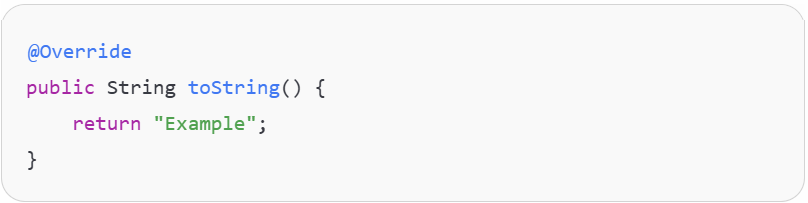 @Override
public String toString() {
    return "Example";
}